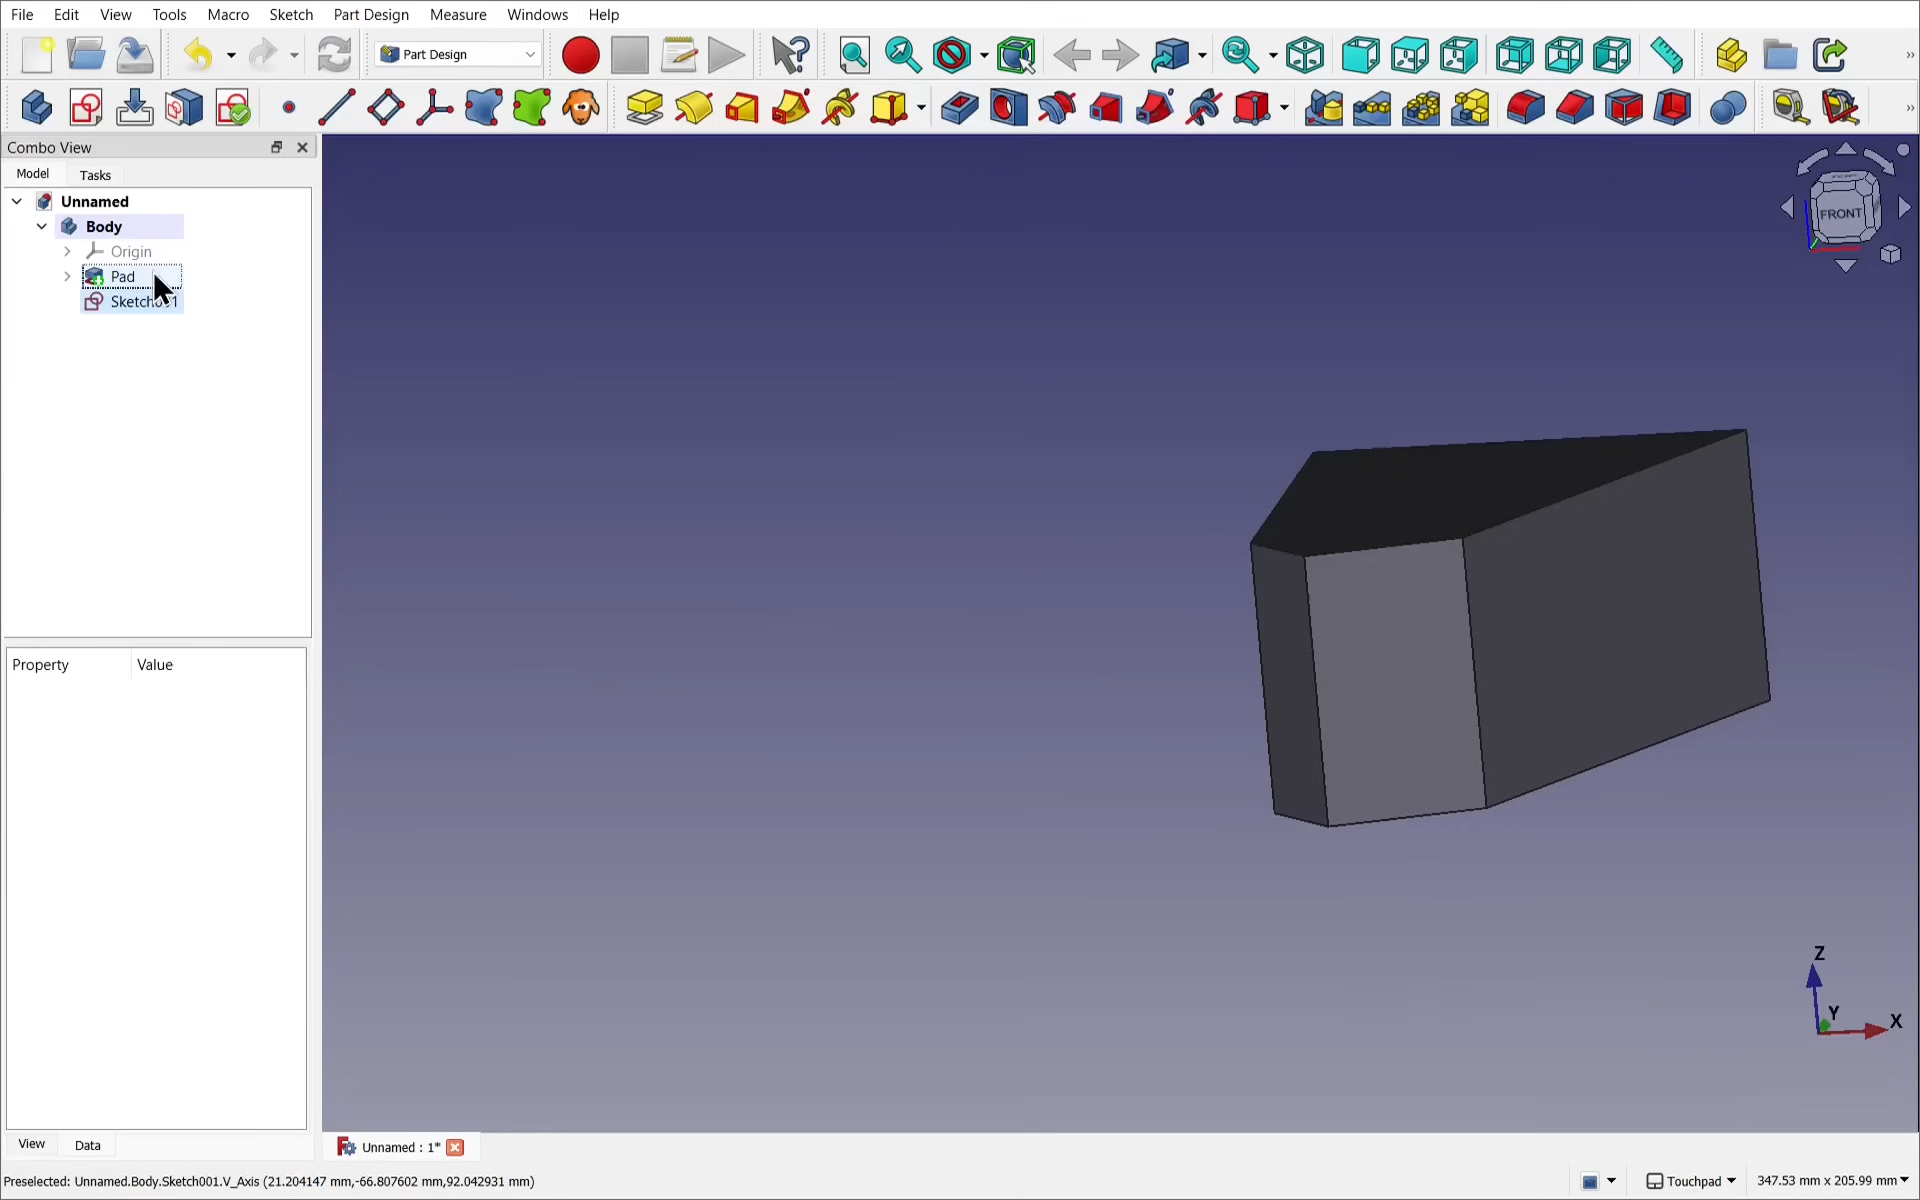 File Edit View Tools Macro Sketch Part Design Measure Windows Help
Part Design
Combo View
Model Tasks
Unnamed
Body
Origin
Pad
Property Value
FRONT
Z
Y
X
View Data
Unnamed : 1*
Preselected: Unnamed.Body.Sketch001.V_Axis (21.204147 mm,-66.807602 mm,92.042931 mm)
Touchpad
347.53 mm x 205.99 mm